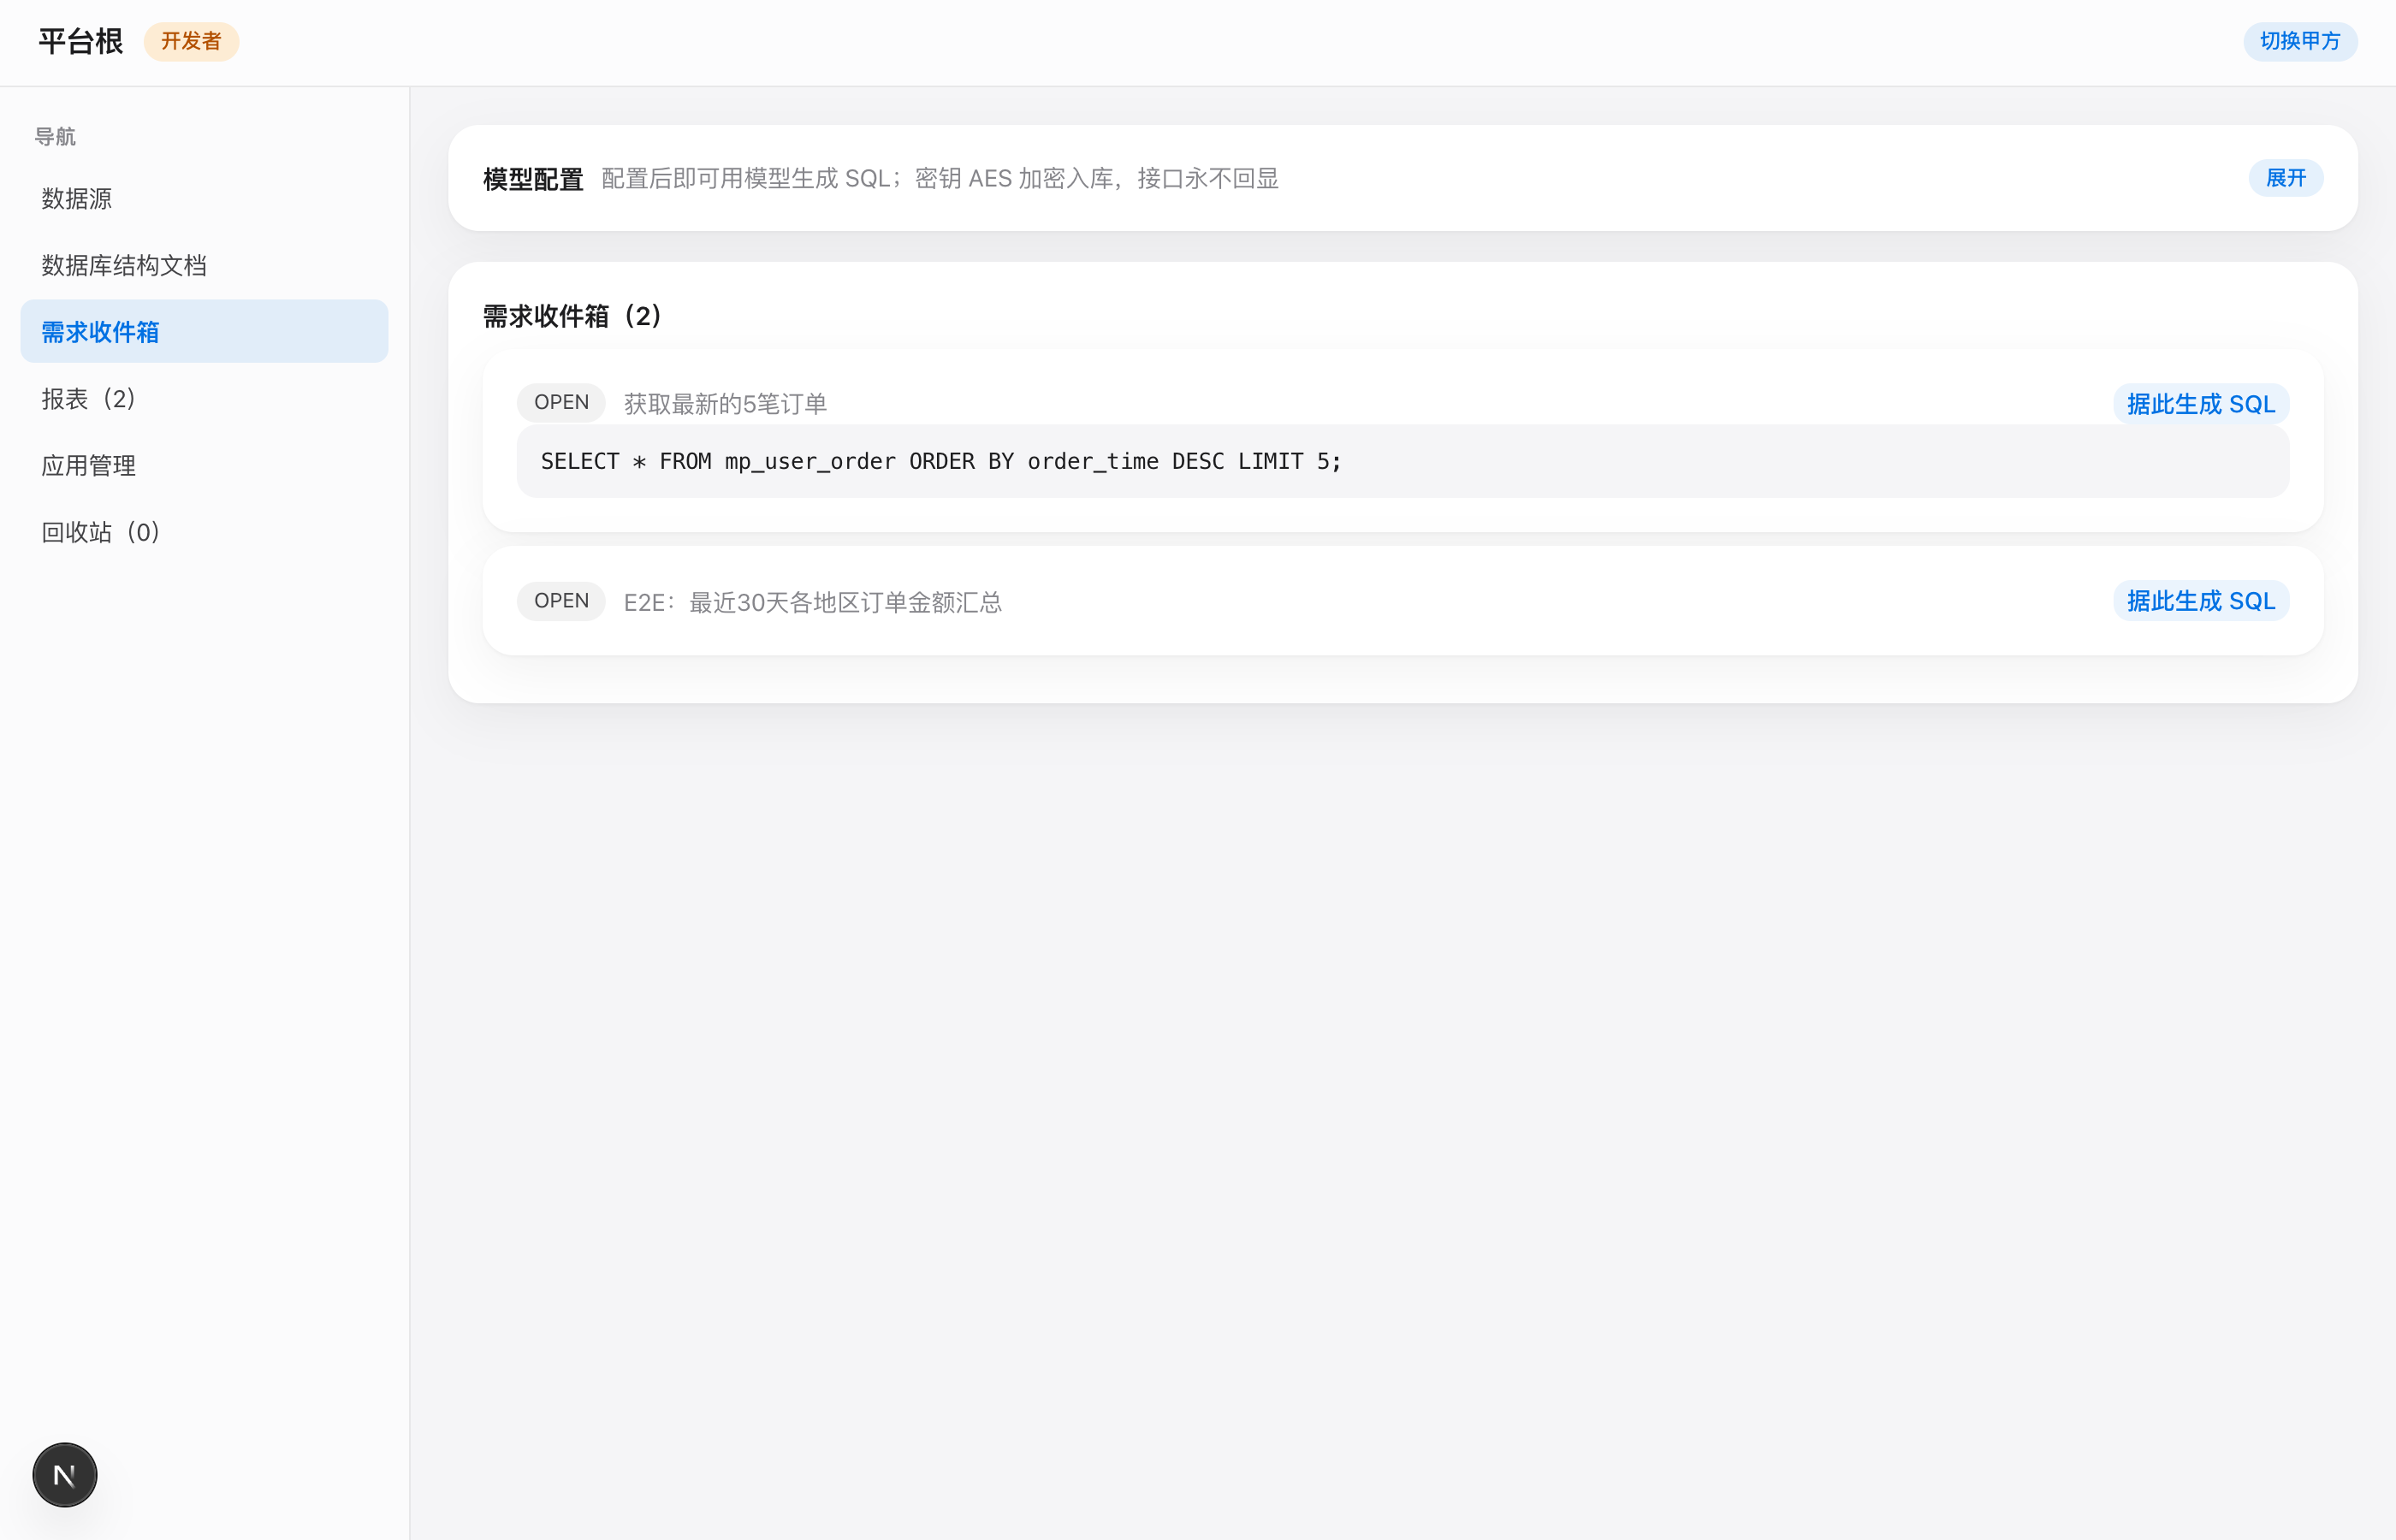 平台根 开发者 切换甲方
导航
数据源
数据库结构文档
需求收件箱
报表（2）
应用管理
回收站（0）
模型配置 配置后即可用模型生成 SQL；密钥 AES 加密入库，接口永不回显 展开
需求收件箱（2）
OPEN 获取最新的5笔订单 据此生成 SQL
SELECT * FROM mp_user_order ORDER BY order_time DESC LIMIT 5;
OPEN E2E：最近30天各地区订单金额汇总 据此生成 SQL
N